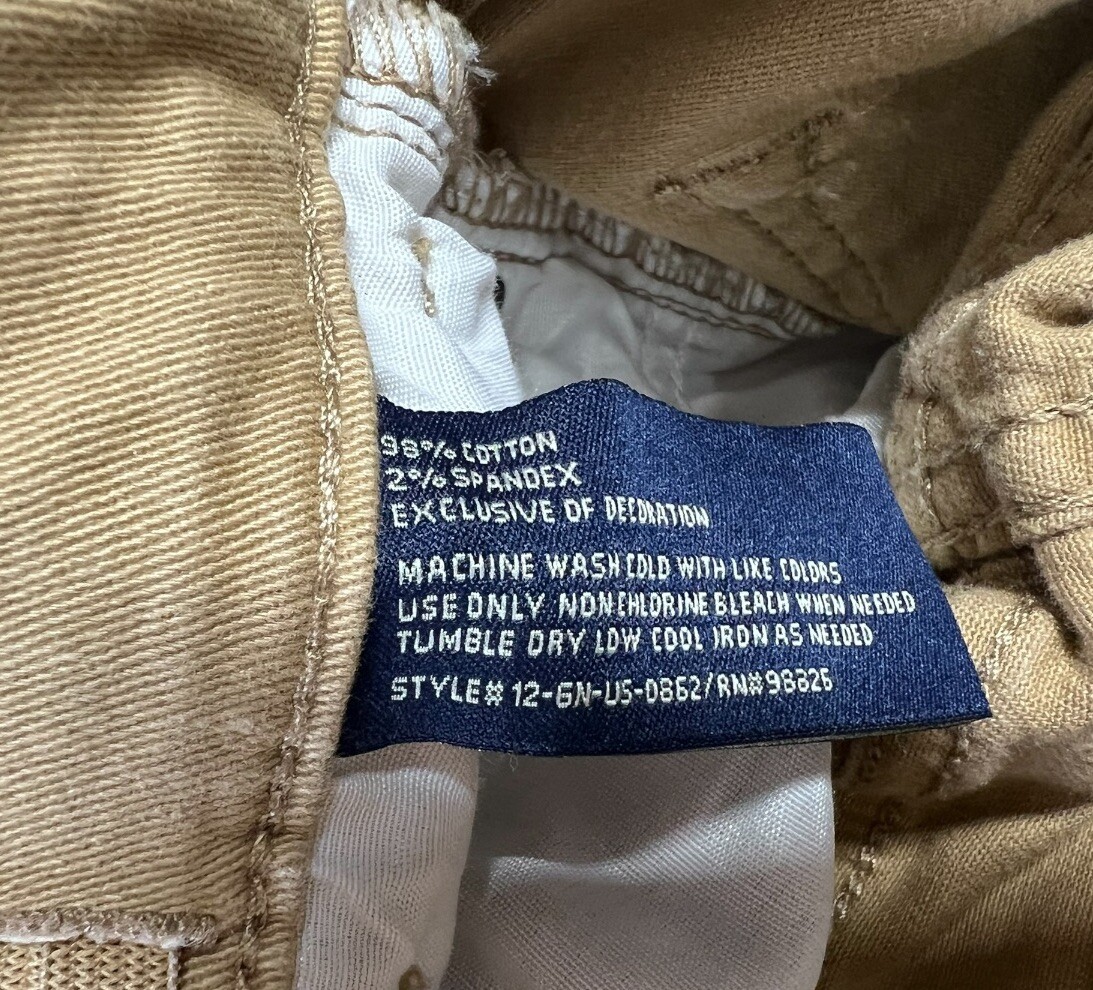 98% COTTON
2% SPANDEX
EXCLUSIVE OF DECORATION
MACHINE WASH COLD WITH LIKE COLORS
USE ONLY NONCHLORINE BLEACH WHEN NEEDED
TUMBLE DRY LOW COOL IRON AS NEEDED
STYLE# 12-GN-US-0862/RN#98825